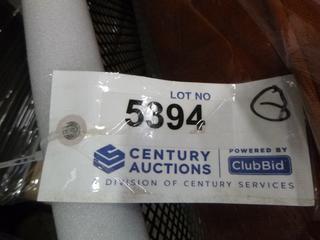 LOT NO
5394
CENTURY AUCTIONS
POWERED BY
ClubBid
DIVISION OF CENTURY SERVICES